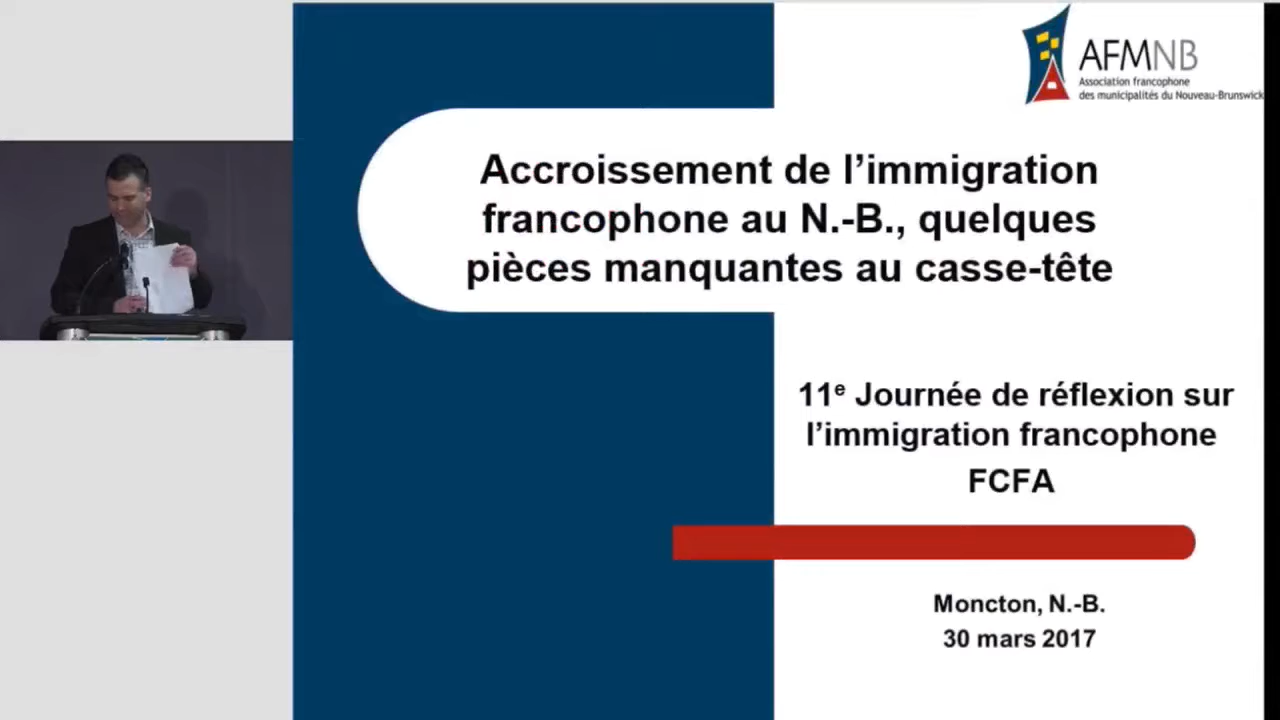 AFMNB
Association francophone
des municipalités du Nouveau-Brunswick
Accroissement de l’immigration
francophone au N.-B., quelques
pièces manquantes au casse-tête
11e Journée de réflexion sur
l’immigration francophone
FCFA
Moncton, N.-B.
30 mars 2017